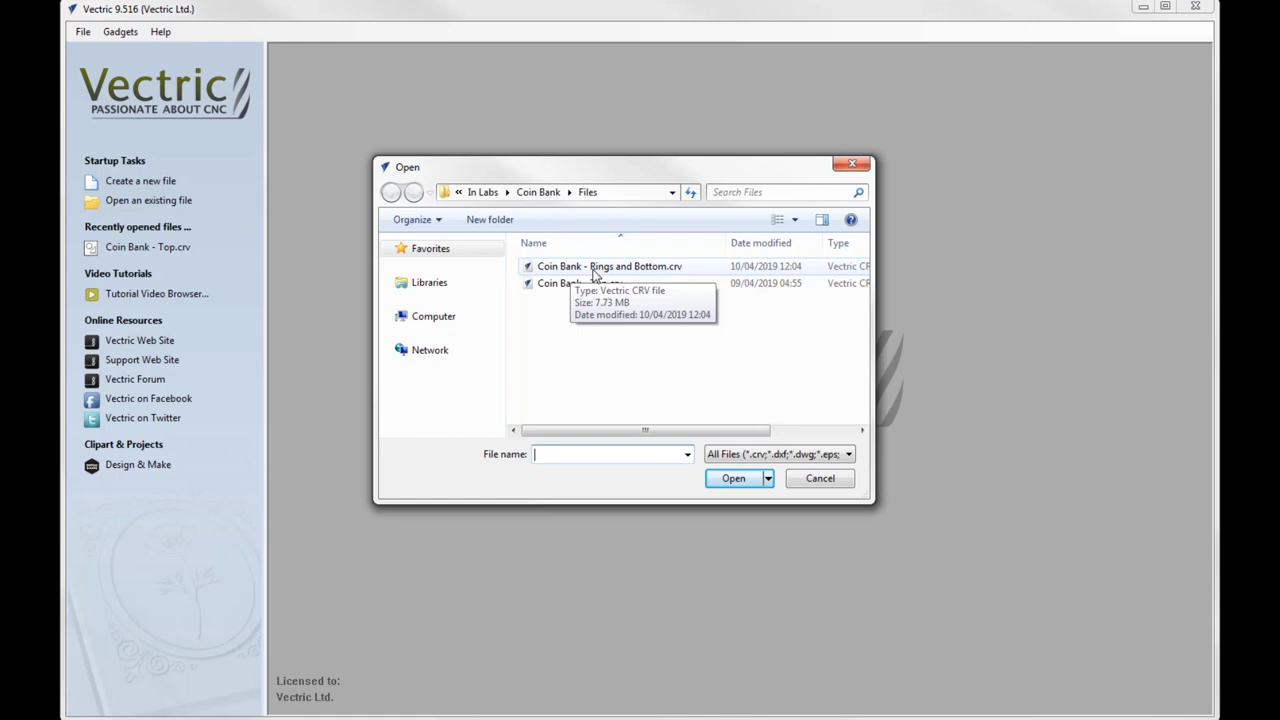 Vectric 9.516 (Vectric Ltd.)
File Gadgets Help
Vectric
PASSIONATE ABOUT CNC
Startup Tasks
Create a new file
Open an existing file
Recently opened files ...
Coin Bank - Top.crv
Video Tutorials
Tutorial Video Browser...
Online Resources
Vectric Web Site
Support Web Site
Vectric Forum
Vectric on Facebook
Vectric on Twitter
Clipart & Projects
Design & Make
Open
« In Labs Coin Bank Files
Search Files
Organize New folder
Favorites
Libraries
Computer
Network
Name Date modified Type
Coin Bank - Rings and Bottom.crv 10/04/2019 12:04 Vectric CR
Coin Bank 09/04/2019 04:55 Vectric CR
Type: Vectric CRV file
Size: 7.73 MB
Date modified: 10/04/2019 12:04
File name:
All Files (*.crv;*.dxf;*.dwg;*.eps;
Open Cancel
Licensed to:
Vectric Ltd.